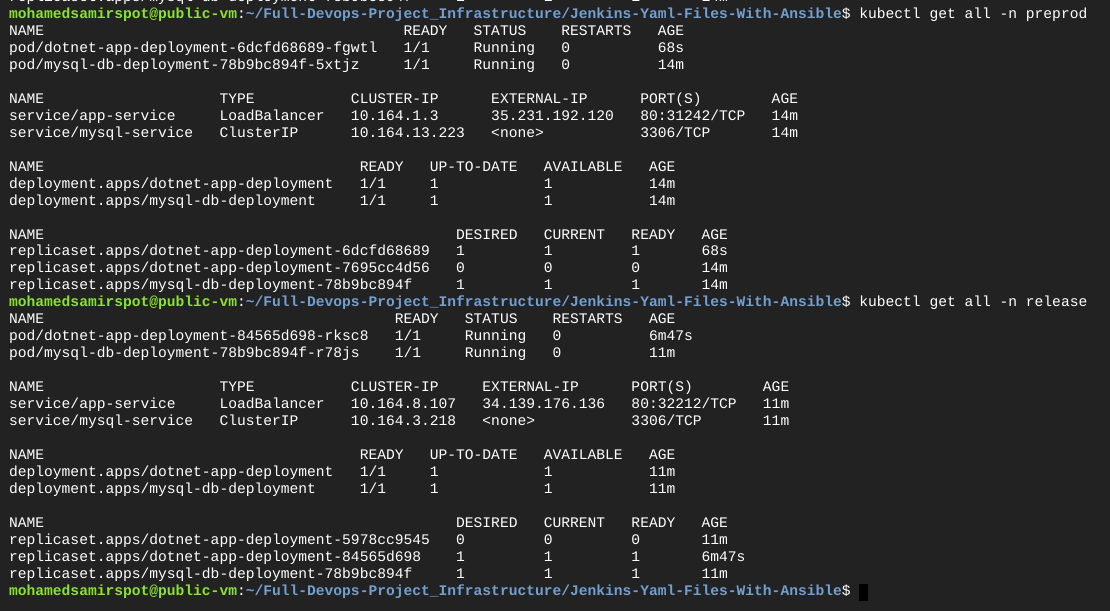 mohamedsamirspot@public-vm:~/Full-Devops-Project_Infrastructure/Jenkins-Yaml-Files-With-Ansible$ kubectl get all -n preprod
NAME                                         READY   STATUS    RESTARTS   AGE
pod/dotnet-app-deployment-6dcfd68689-fgwtl   1/1     Running   0          68s
pod/mysql-db-deployment-78b9bc894f-5xtjz     1/1     Running   0          14m

NAME                    TYPE           CLUSTER-IP      EXTERNAL-IP      PORT(S)        AGE
service/app-service     LoadBalancer   10.164.1.3      35.231.192.120   80:31242/TCP   14m
service/mysql-service   ClusterIP      10.164.13.223   <none>           3306/TCP       14m

NAME                                    READY   UP-TO-DATE   AVAILABLE   AGE
deployment.apps/dotnet-app-deployment   1/1     1            1           14m
deployment.apps/mysql-db-deployment     1/1     1            1           14m

NAME                                               DESIRED   CURRENT   READY   AGE
replicaset.apps/dotnet-app-deployment-6dcfd68689   1         1         1       68s
replicaset.apps/dotnet-app-deployment-7695cc4d56   0         0         0       14m
replicaset.apps/mysql-db-deployment-78b9bc894f     1         1         1       14m
mohamedsamirspot@public-vm:~/Full-Devops-Project_Infrastructure/Jenkins-Yaml-Files-With-Ansible$ kubectl get all -n release
NAME                                        READY   STATUS    RESTARTS   AGE
pod/dotnet-app-deployment-84565d698-rksc8   1/1     Running   0          6m47s
pod/mysql-db-deployment-78b9bc894f-r78js    1/1     Running   0          11m

NAME                    TYPE           CLUSTER-IP     EXTERNAL-IP      PORT(S)        AGE
service/app-service     LoadBalancer   10.164.8.107   34.139.176.136   80:32212/TCP   11m
service/mysql-service   ClusterIP      10.164.3.218   <none>           3306/TCP       11m

NAME                                    READY   UP-TO-DATE   AVAILABLE   AGE
deployment.apps/dotnet-app-deployment   1/1     1            1           11m
deployment.apps/mysql-db-deployment     1/1     1            1           11m

NAME                                               DESIRED   CURRENT   READY   AGE
replicaset.apps/dotnet-app-deployment-5978cc9545   0         0         0       11m
replicaset.apps/dotnet-app-deployment-84565d698    1         1         1       6m47s
replicaset.apps/mysql-db-deployment-78b9bc894f     1         1         1       11m
mohamedsamirspot@public-vm:~/Full-Devops-Project_Infrastructure/Jenkins-Yaml-Files-With-Ansible$